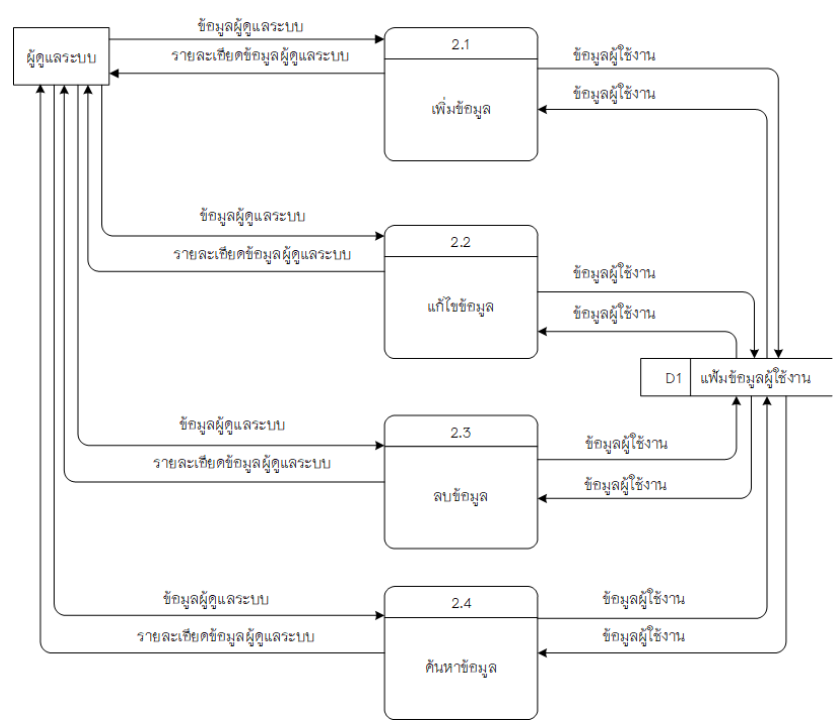 ข้อมูลผู้ดูแลระบบ
ผู้ดูแลระบบ
รายละเอียดข้อมูลผู้ดูแลระบบ
2.1
เพิ่มข้อมูล
ข้อมูลผู้ใช้งาน
ข้อมูลผู้ใช้งาน
ข้อมูลผู้ดูแลระบบ
รายละเอียดข้อมูลผู้ดูแลระบบ
2.2
แก้ไขข้อมูล
ข้อมูลผู้ใช้งาน
ข้อมูลผู้ใช้งาน
D1 แฟ้มข้อมูลผู้ใช้งาน
ข้อมูลผู้ดูแลระบบ
รายละเอียดข้อมูลผู้ดูแลระบบ
2.3
ลบข้อมูล
ข้อมูลผู้ใช้งาน
ข้อมูลผู้ใช้งาน
ข้อมูลผู้ดูแลระบบ
รายละเอียดข้อมูลผู้ดูแลระบบ
2.4
ค้นหาข้อมูล
ข้อมูลผู้ใช้งาน
ข้อมูลผู้ใช้งาน